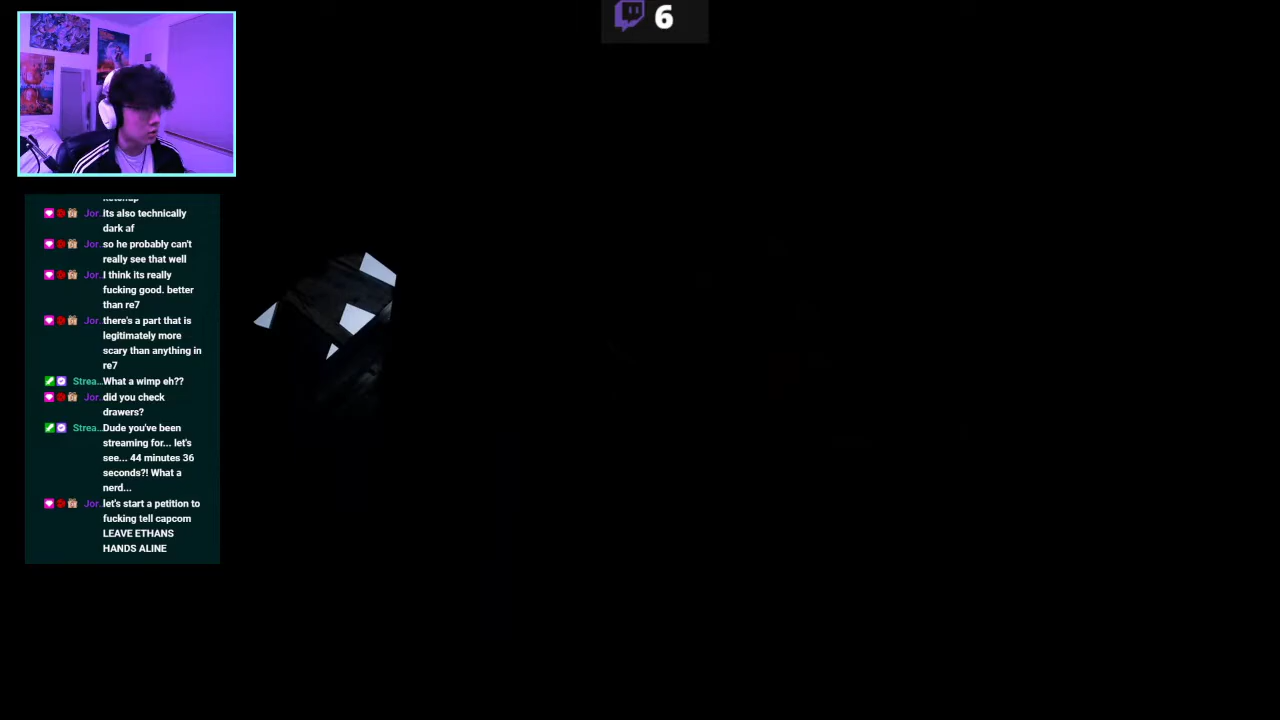 6
ketchup
Jor..Its also technically
dark af
Jor..so he probably can't
really see that well
Jor..I think its really
fucking good. better
than re7
Jor..there's a part that is
legitimately more
scary than anything in
re7
Strea...What a wimp eh??
Jor..did you check
drawers?
Strea...Dude you've been
streaming for... let's
see... 44 minutes 36
seconds?! What a
nerd...
Jor..let's start a petition to
fucking tell capcom
LEAVE ETHANS
HANDS ALINE